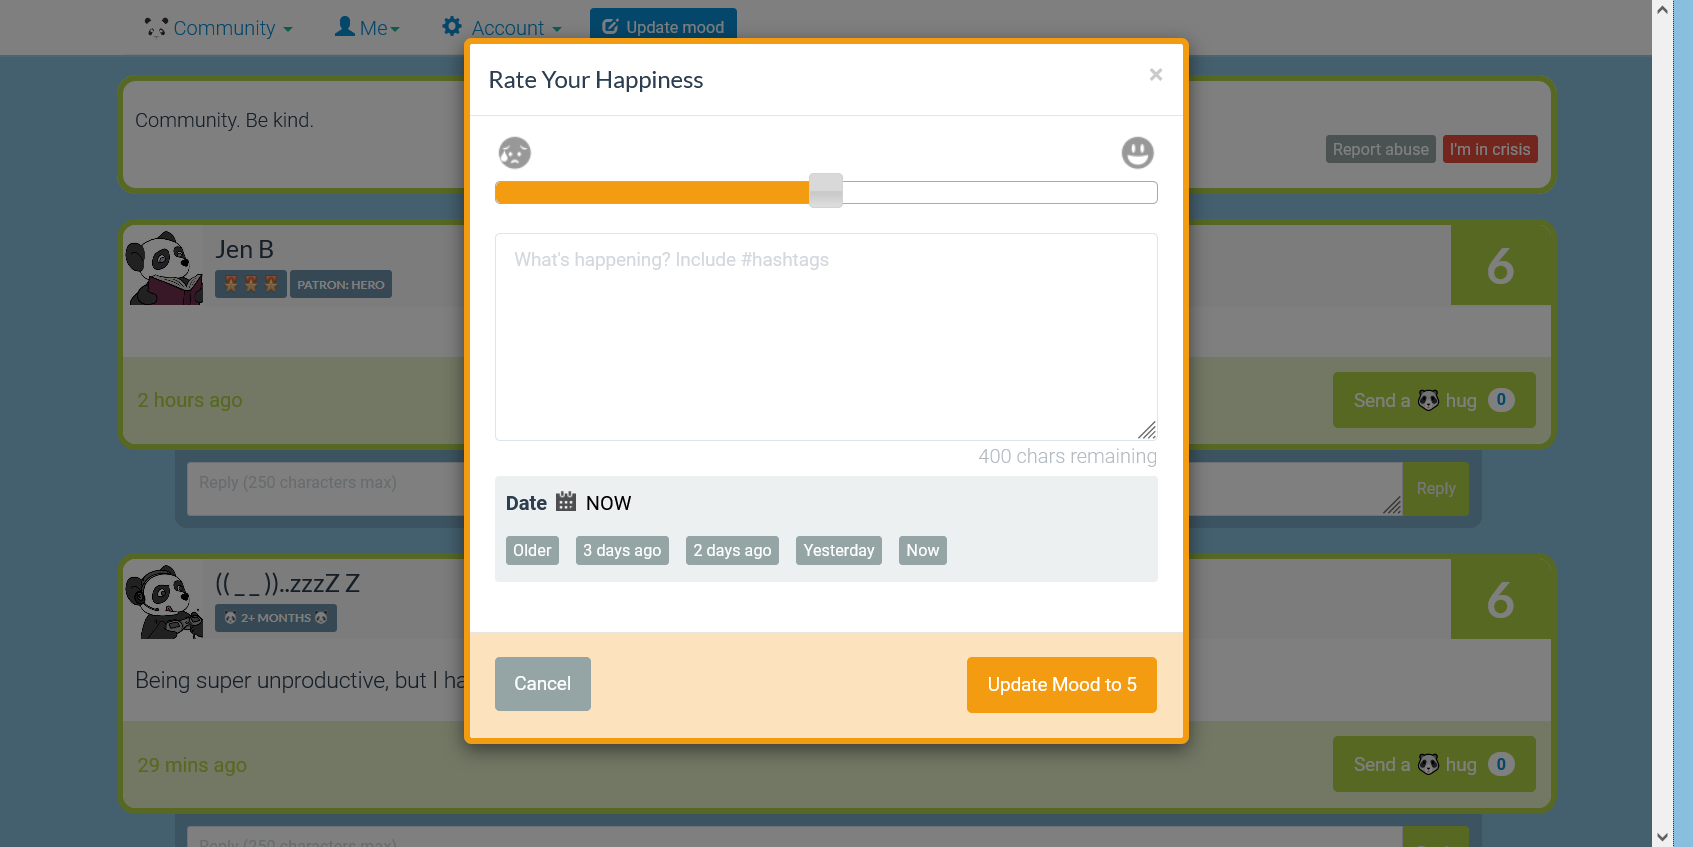 Community Me Account Update mood
Rate Your Happiness ×
Community. Be kind.
Report abuse I'm in crisis
What's happening? Include #hashtags
400 chars remaining
Date NOW
Older 3 days ago 2 days ago Yesterday Now
Cancel Update Mood to 5
Jen B
PATRON: HERO
6
2 hours ago Send a hug 0
Reply (250 characters max) Reply
((_ _))..zzzZ Z
2+ MONTHS
6
Being super unproductive, but I ha
29 mins ago Send a hug 0
Reply (250 characters max)